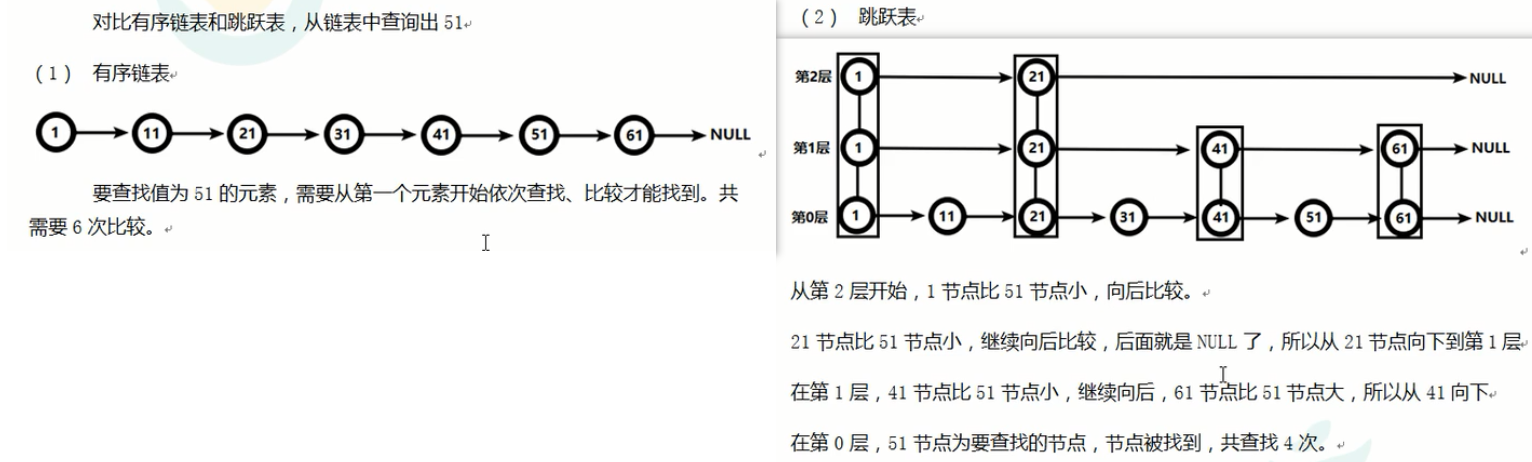 对比有序链表和跳跃表，从链表中查询出 51
（1） 有序链表
1 11 21 31 41 51 61 NULL
要查找值为 51 的元素，需要从第一个元素开始依次查找、比较才能找到。共
需要 6 次比较。
（2） 跳跃表
第2层 1 21 NULL
第1层 1 21 41 61 NULL
第0层 1 11 21 31 41 51 61 NULL
从第 2 层开始，1 节点比 51 节点小，向后比较。
21 节点比 51 节点小，继续向后比较，后面就是 NULL 了，所以从 21 节点向下到第 1 层
在第 1 层，41 节点比 51 节点小，继续向后，61 节点比 51 节点大，所以从 41 向下
在第 0 层，51 节点为要查找的节点，节点被找到，共查找 4 次。